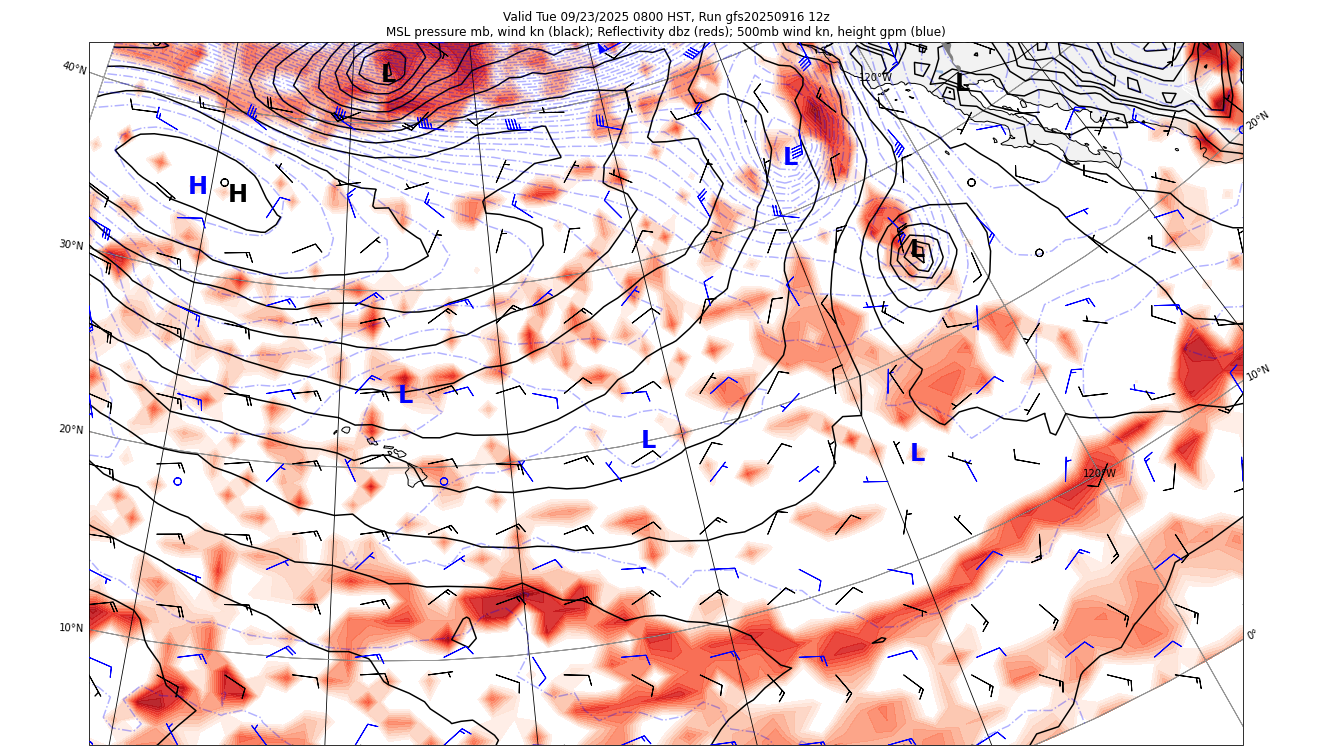 Valid Tue 09/23/2025 0800 HST, Run gfs20250916 12z
MSL pressure mb, wind kn (black); Reflectivity dbz (reds); 500mb wind kn, height gpm (blue)
40°N
120°W
L
L
20°N
L
H
H
30°N
L
10°N
L
20°N
L
L
120°W
10°N
0°